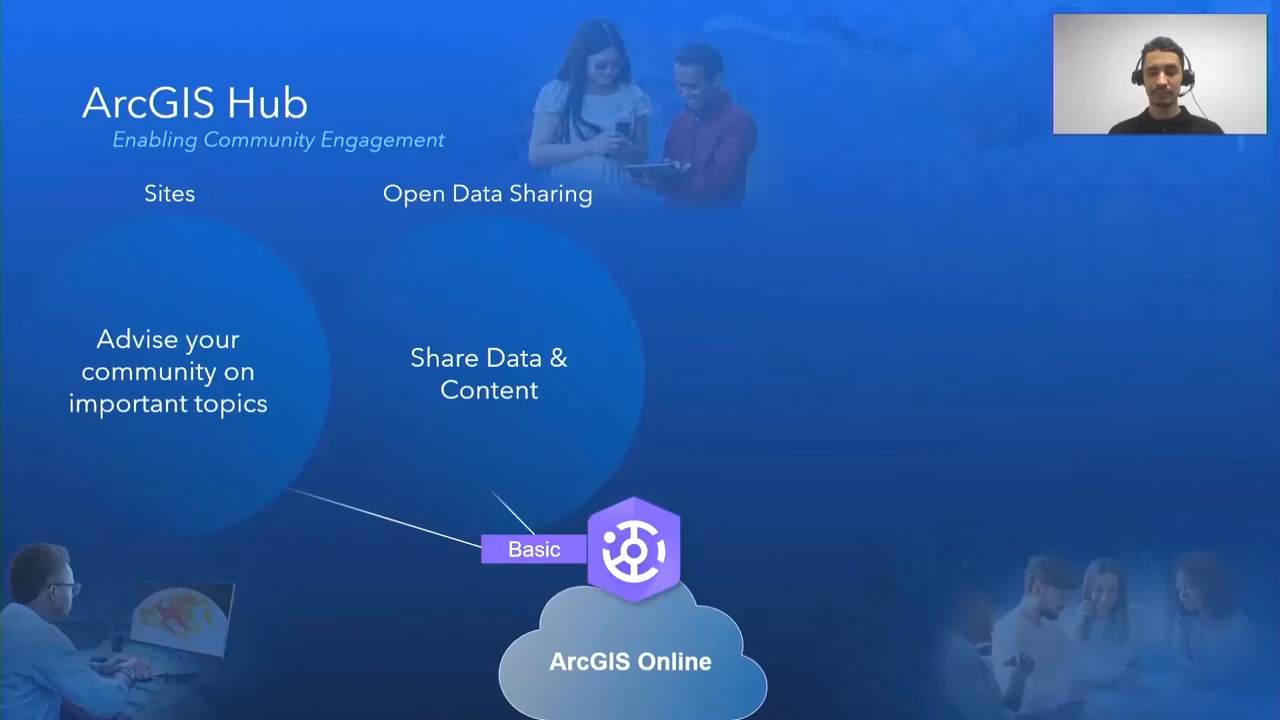 ArcGIS Hub
Enabling Community Engagement
Sites
Open Data Sharing
Advise your
community on
important topics
Share Data &
Content
Basic
ArcGIS Online